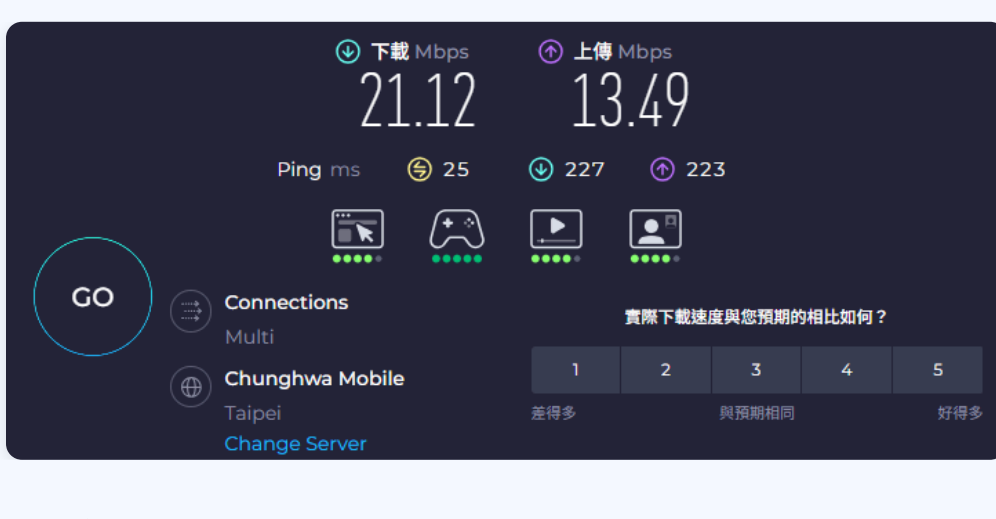 下載 Mbps
21.12
上傳 Mbps
13.49
Ping ms 25 227 223
GO
Connections
Multi
Chunghwa Mobile
Taipei
Change Server
實際下載速度與您預期的相比如何？
1 2 3 4 5
差得多 與預期相同 好得多